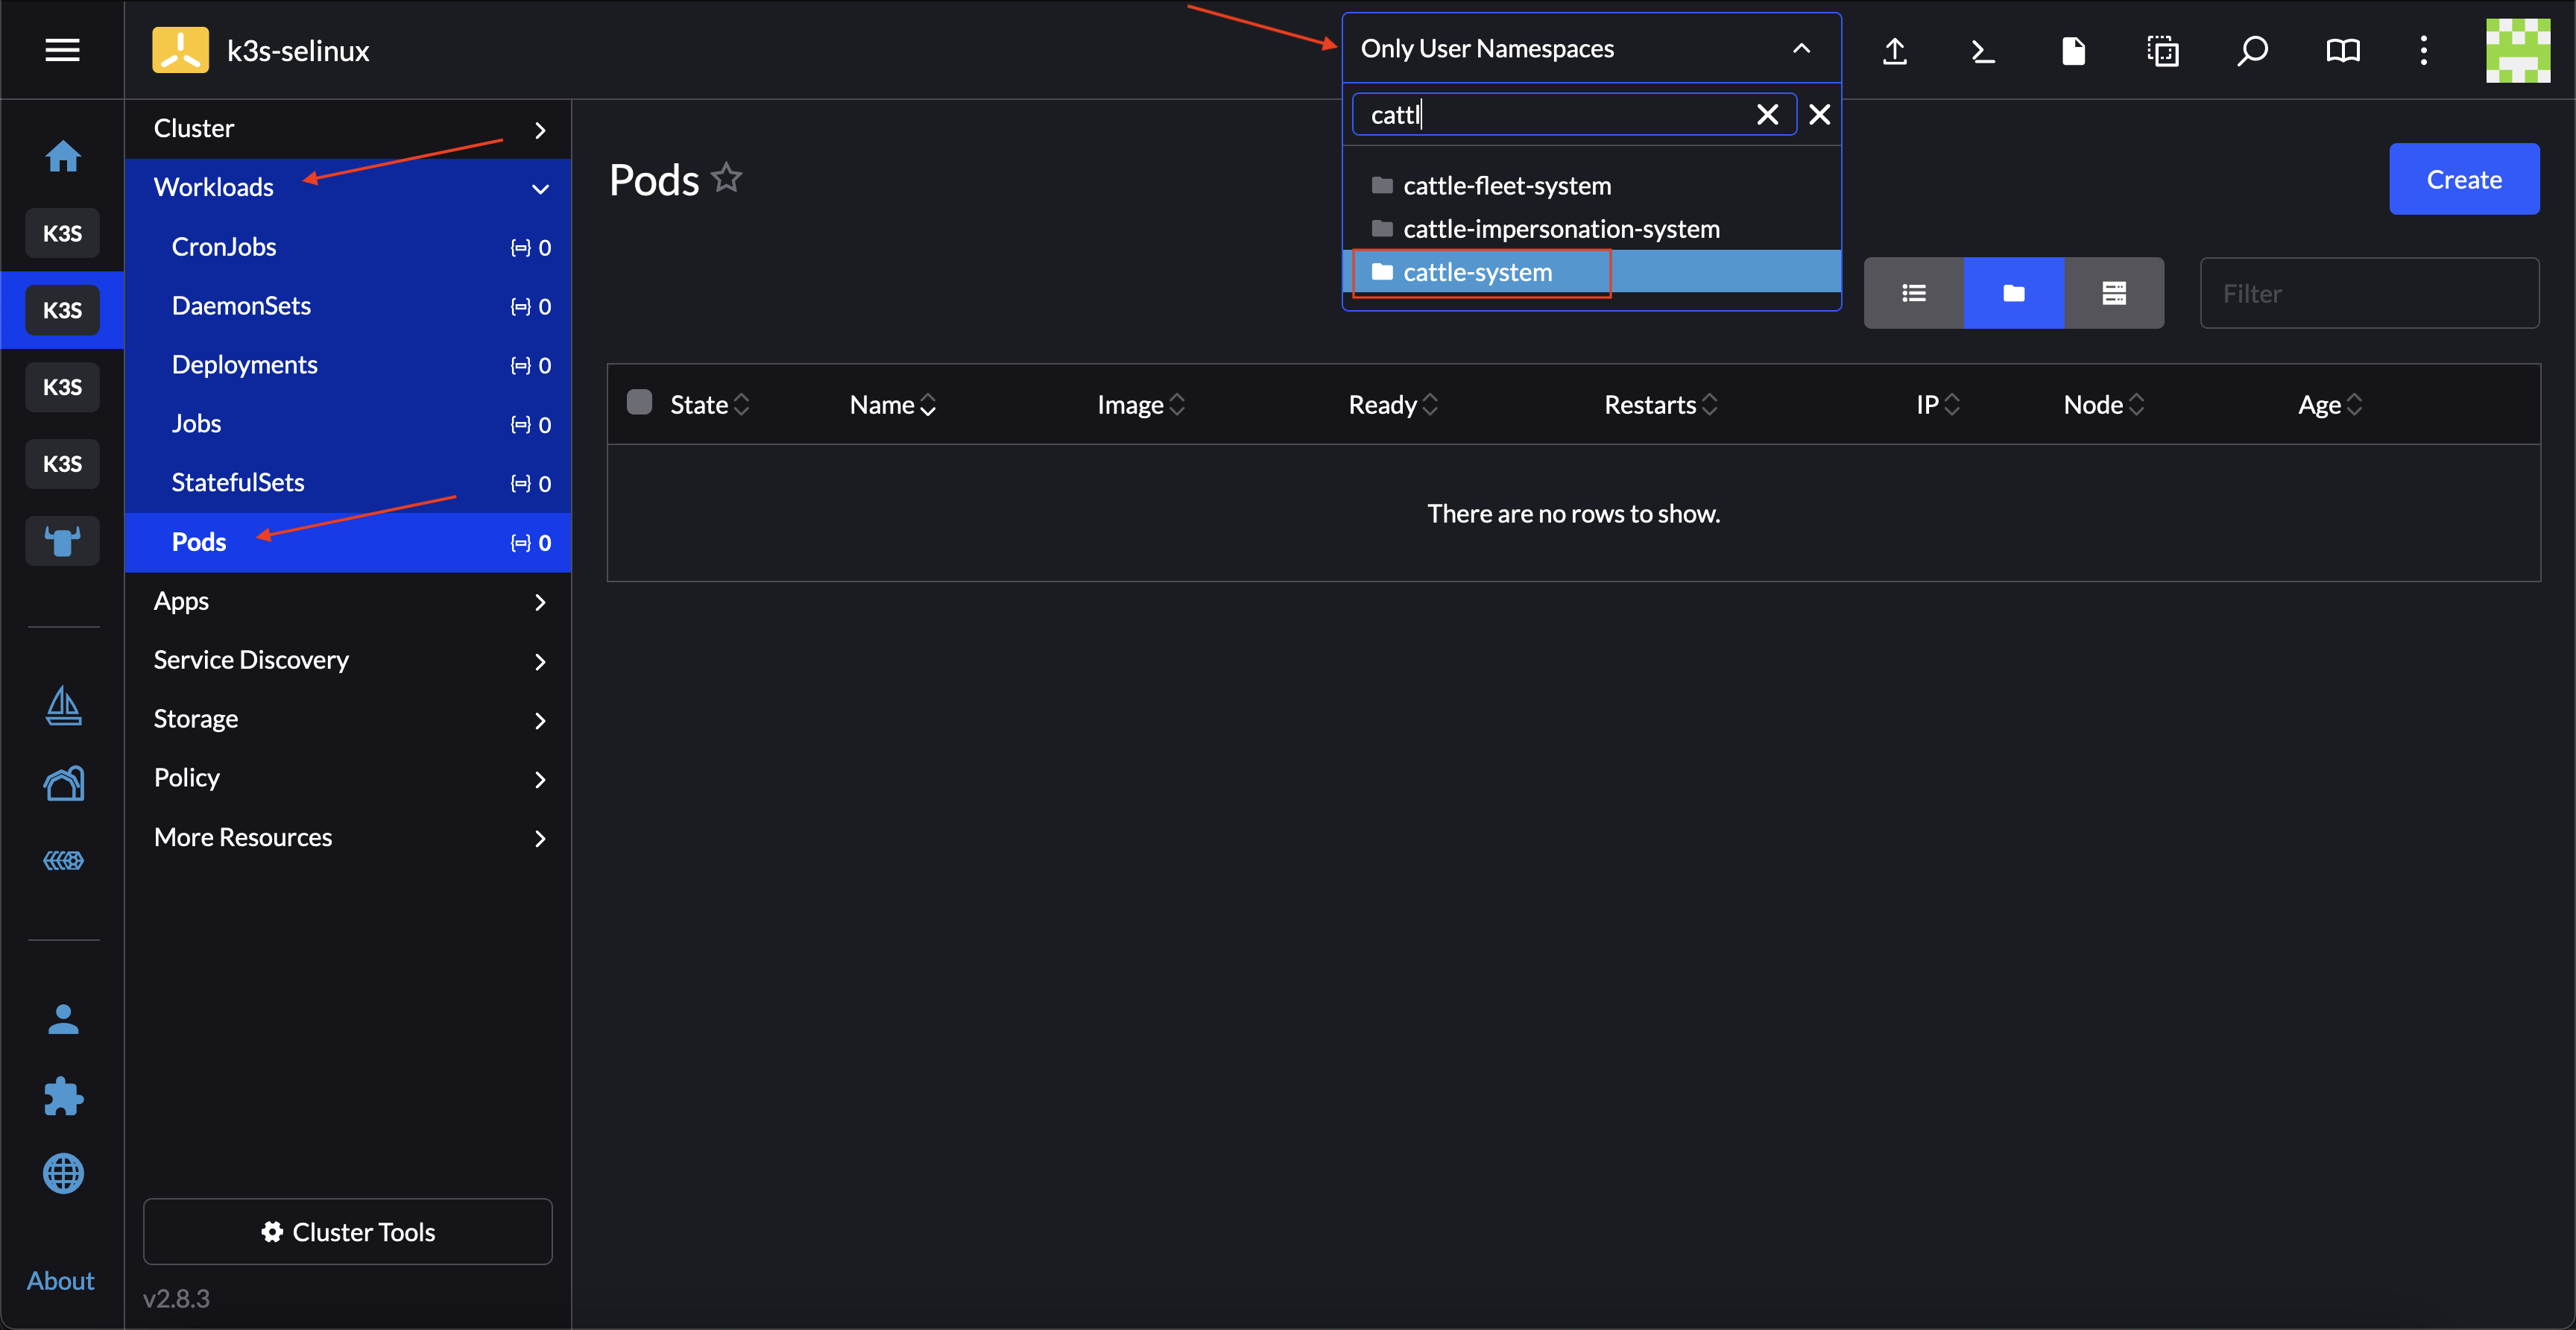 k3s-selinux
Only User Namespaces
cattl
cattle-fleet-system
cattle-impersonation-system
cattle-system
K3S
K3S
K3S
K3S
About
Cluster
Workloads
CronJobs 0
DaemonSets 0
Deployments 0
Jobs 0
StatefulSets 0
Pods 0
Apps
Service Discovery
Storage
Policy
More Resources
Cluster Tools
v2.8.3
Pods
Create
Filter
State Name Image Ready Restarts IP Node Age
There are no rows to show.